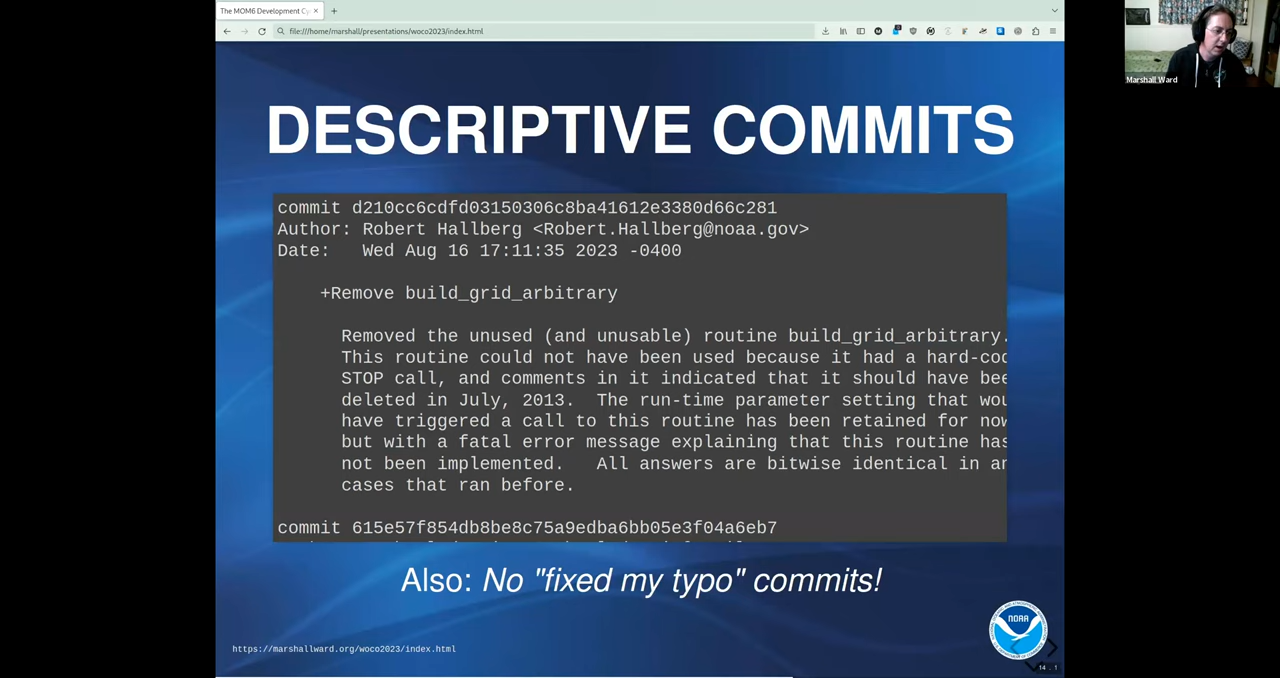 The MOM6 Development Cy
file:///home/marshall/presentations/woco2023/index.html
Marshall Ward
DESCRIPTIVE COMMITS
commit d210cc6cdfd03150306c8ba41612e3380d66c281
Author: Robert Hallberg <Robert.Hallberg@noaa.gov>
Date:   Wed Aug 16 17:11:35 2023 -0400
+Remove build_grid_arbitrary
Removed the unused (and unusable) routine build_grid_arbitrary.
This routine could not have been used because it had a hard-cod
STOP call, and comments in it indicated that it should have bee
deleted in July, 2013.  The run-time parameter setting that wou
have triggered a call to this routine has been retained for now
but with a fatal error message explaining that this routine has
not been implemented.   All answers are bitwise identical in an
cases that ran before.
commit 615e57f854db8be8c75a9edba6bb05e3f04a6eb7
Also: No "fixed my typo" commits!
NOAA
https://marshallward.org/woco2023/index.html
14 . 1